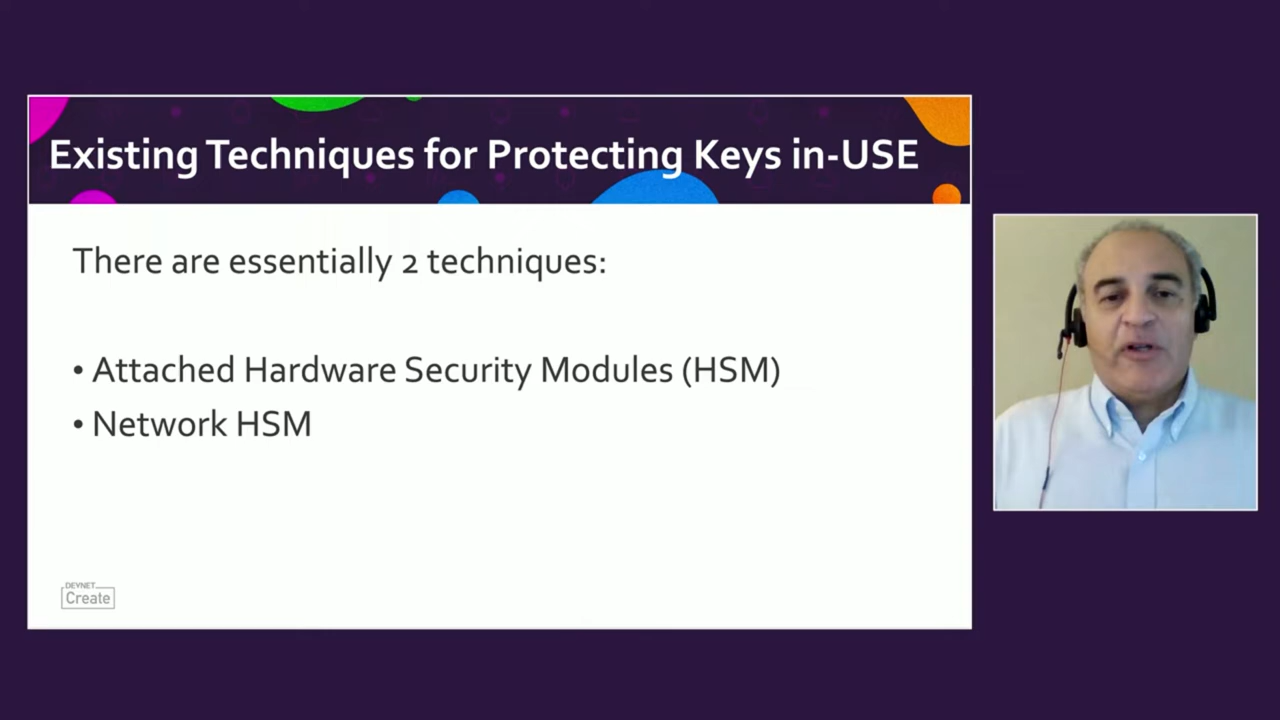 Existing Techniques for Protecting Keys in-USE
There are essentially 2 techniques:
• Attached Hardware Security Modules (HSM)
• Network HSM
DEVNET
Create